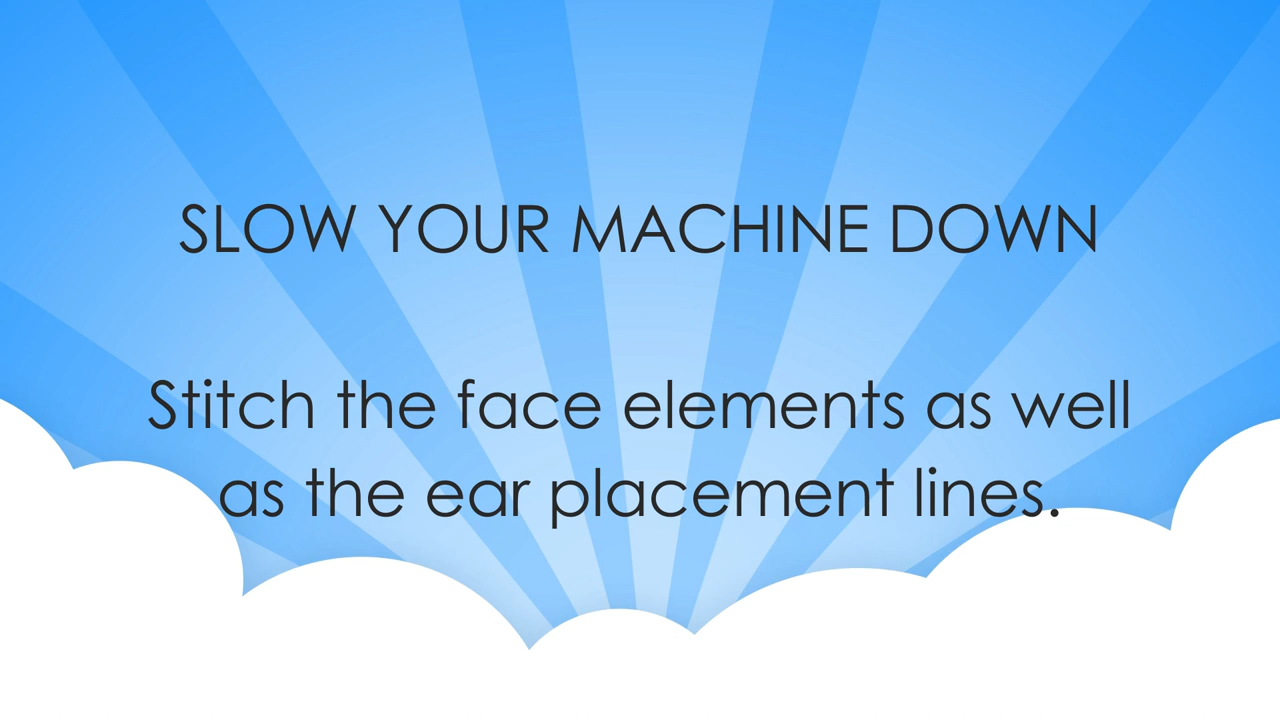 SLOW YOUR MACHINE DOWN
Stitch the face elements as well
as the ear placement lines.